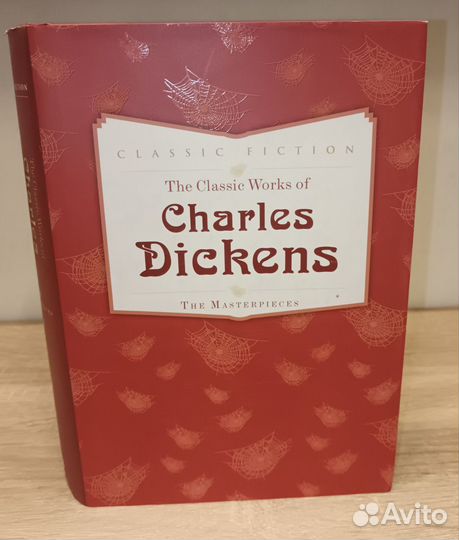 CLASSIC FICTION
The Classic Works of
Charles
Dickens
THE MASTERPIECES
Avito